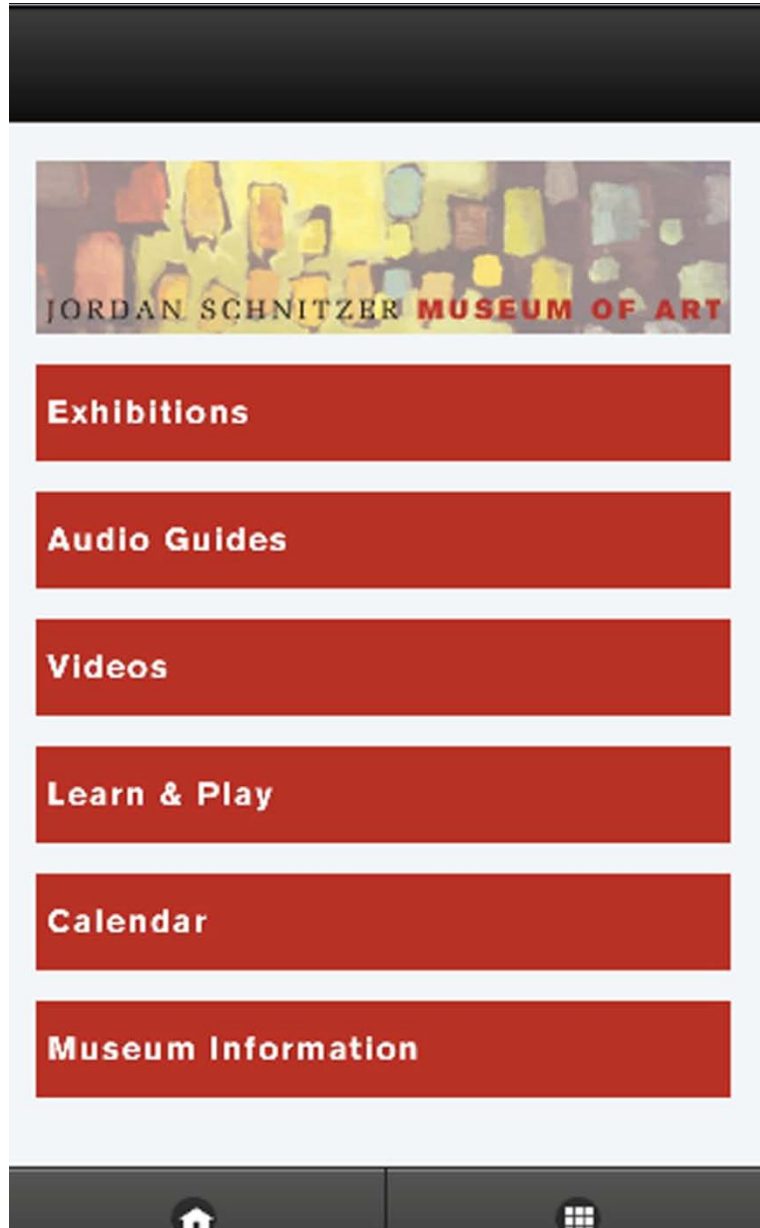 JORDAN SCHNITZER MUSEUM OF ART
Exhibitions
Audio Guides
Videos
Learn & Play
Calendar
Museum Information